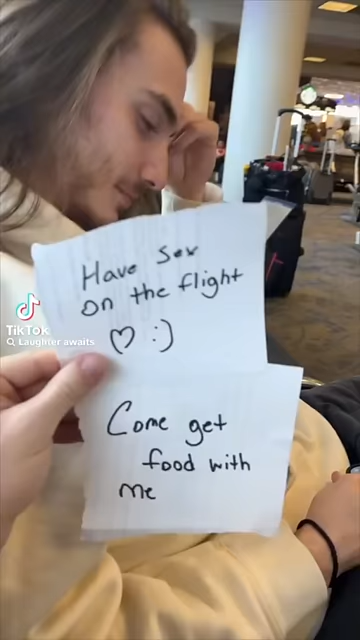 Have sex
on the flight
♡ :)
TikTok
Laughter awaits
Come get
food with
me